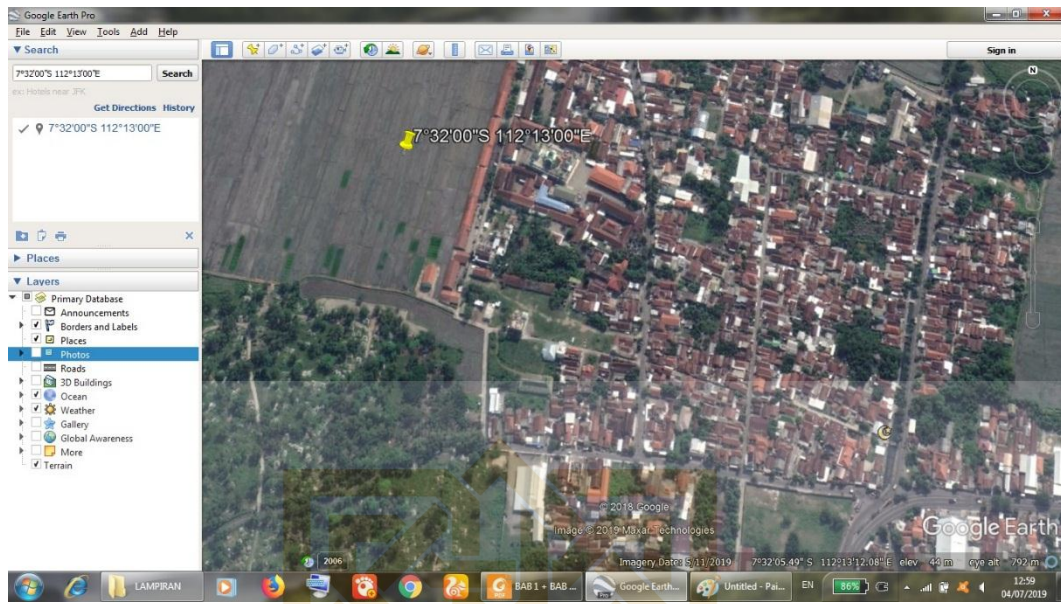 Google Earth Pro
File Edit View Tools Add Help
Search
Sign in
7°32'00"S 112°13'00"E
Search
ex: Hotels near JFK
Get Directions History
7°32'00"S 112°13'00"E
7°32'00"S 112°13'00"E
N
Places
Layers
Primary Database
Announcements
Borders and Labels
Places
Photos
Roads
3D Buildings
Ocean
Weather
Gallery
Global Awareness
More
Terrain
© 2018 Google
Image © 2019 Maxar Technologies
Google Earth
2006
Imagery Date: 5/11/2019 7°32'05.49" S 112°13'12.08" E elev 44 m eye alt 792 m
LAMPIRAN
BAB 1 + BAB ...
Google Earth...
Untitled - Pai...
EN
86%
12:59
04/07/2019